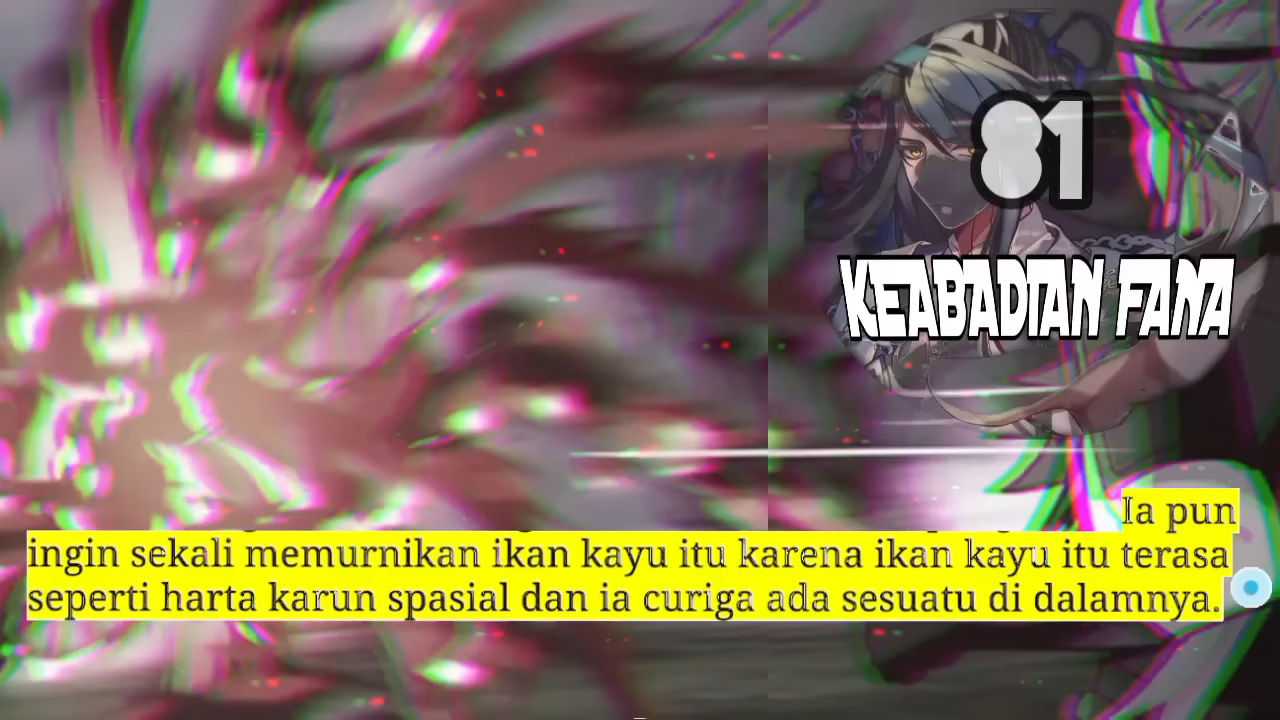 81
KEABADIAN FANA
Ia pun
ingin sekali memurnikan ikan kayu itu karena ikan kayu itu terasa
seperti harta karun spasial dan ia curiga ada sesuatu di dalamnya.